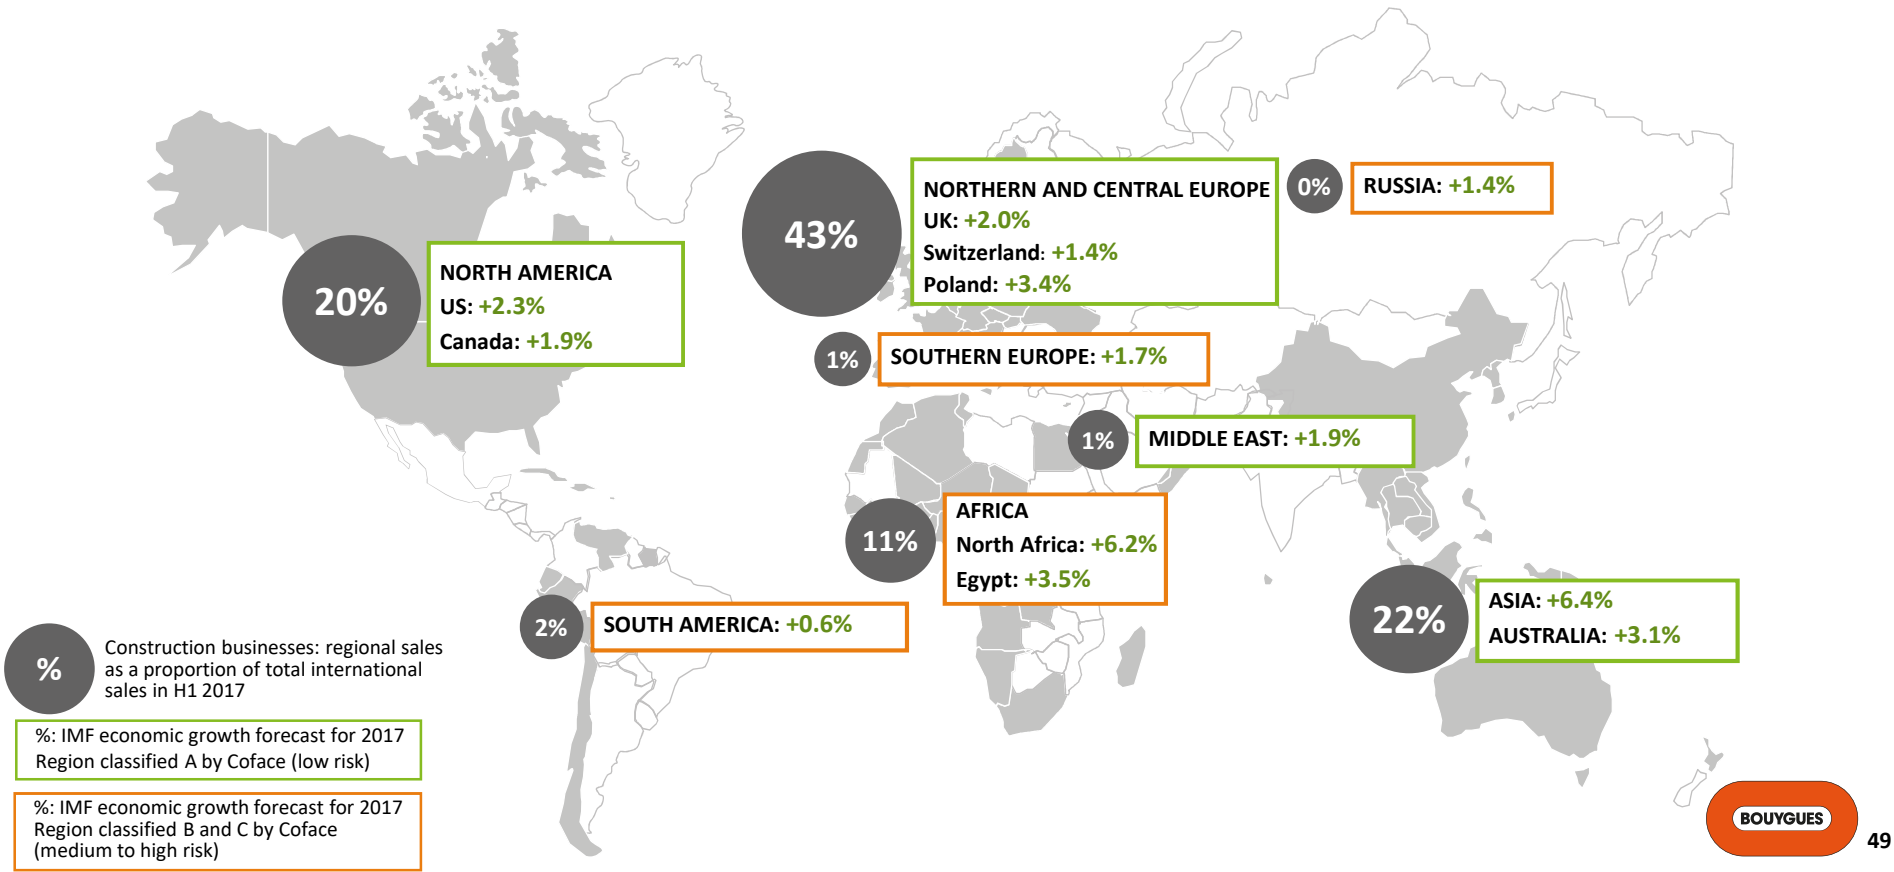 43%
NORTHERN AND CENTRAL EUROPE
UK: +2.0%
Switzerland: +1.4%
Poland: +3.4%
0%
RUSSIA: +1.4%
20%
NORTH AMERICA
US: +2.3%
Canada: +1.9%
1%
SOUTHERN EUROPE: +1.7%
1%
MIDDLE EAST: +1.9%
11%
AFRICA
North Africa: +6.2%
Egypt: +3.5%
2%
SOUTH AMERICA: +0.6%
22%
ASIA: +6.4%
AUSTRALIA: +3.1%
%
Construction businesses: regional sales
as a proportion of total international
sales in H1 2017
%: IMF economic growth forecast for 2017
Region classified A by Coface (low risk)
%: IMF economic growth forecast for 2017
Region classified B and C by Coface
(medium to high risk)
BOUYGUES
49